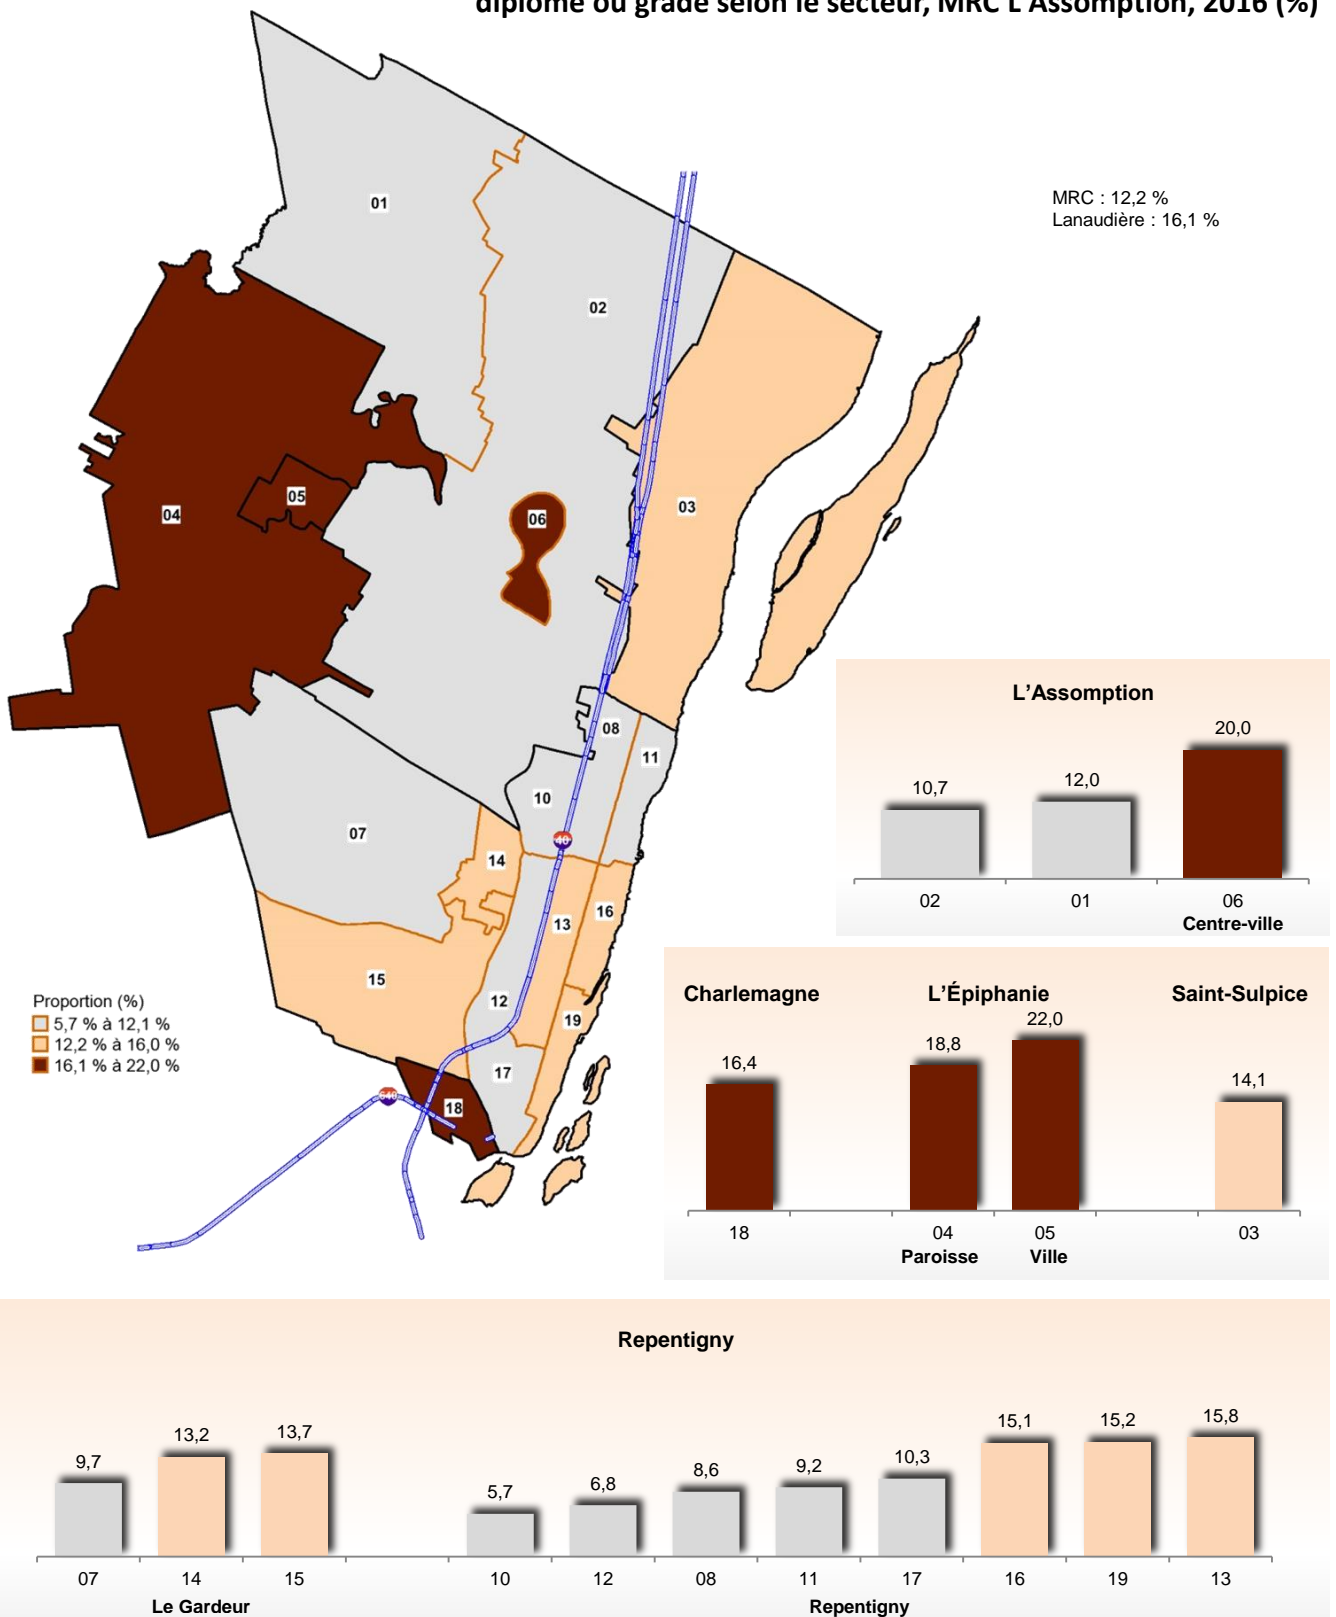 diplôme ou grade selon le secteur, MRC L'Assomption, 2016 (%)
MRC : 12,2 %
Lanaudière : 16,1 %
01
02
03
04
05
06
07
08
11
10
14
13
16
15
12
19
17
18
40
640
Proportion (%)
5,7 % à 12,1 %
12,2 % à 16,0 %
16,1 % à 22,0 %
L'Assomption
10,7 12,0 20,0
02 01 06
Centre-ville
Charlemagne L'Épiphanie Saint-Sulpice
16,4 18,8 22,0 14,1
18 04 05 03
Paroisse Ville
Repentigny
9,7 13,2 13,7 5,7 6,8 8,6 9,2 10,3 15,1 15,2 15,8
07 14 15 10 12 08 11 17 16 19 13
Le Gardeur Repentigny